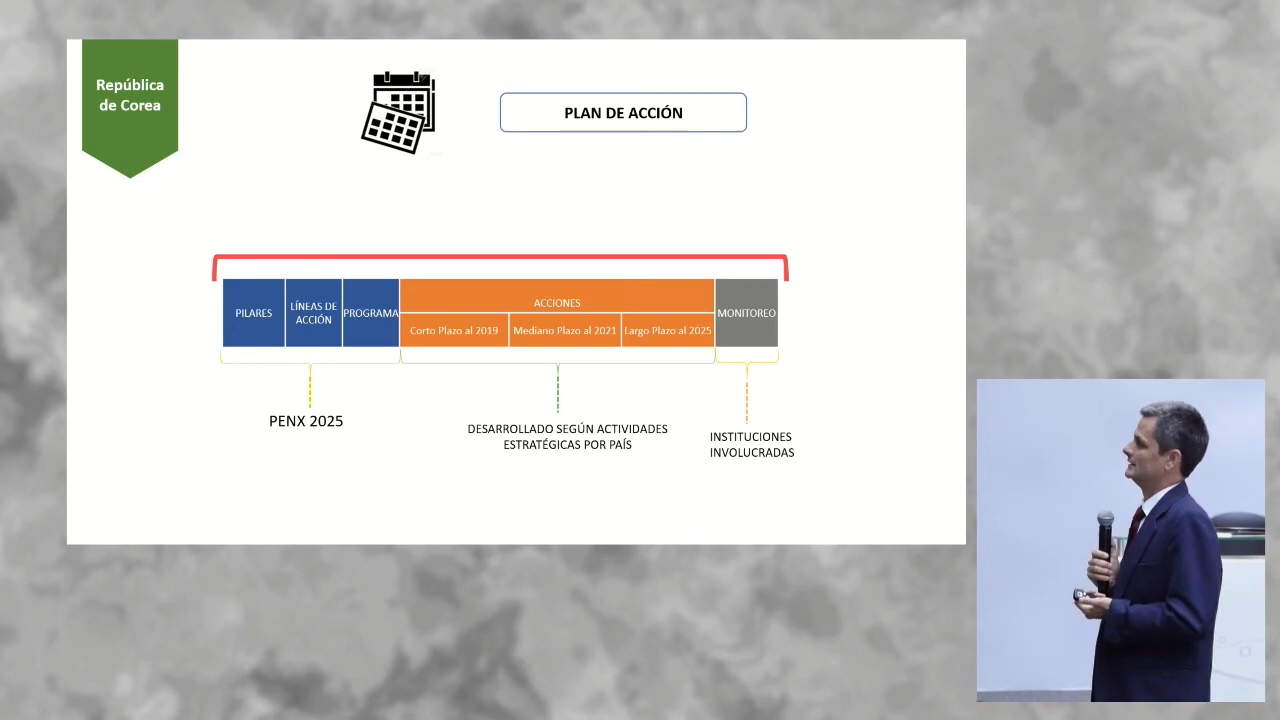 República
de Corea
PLAN DE ACCIÓN
PILARES
LÍNEAS DE
ACCIÓN
PROGRAMA
ACCIONES
Corto Plazo al 2019
Mediano Plazo al 2021
Largo Plazo al 2025
MONITOREO
PENX 2025
DESARROLLADO SEGÚN ACTIVIDADES
ESTRATÉGICAS POR PAÍS
INSTITUCIONES
INVOLUCRADAS